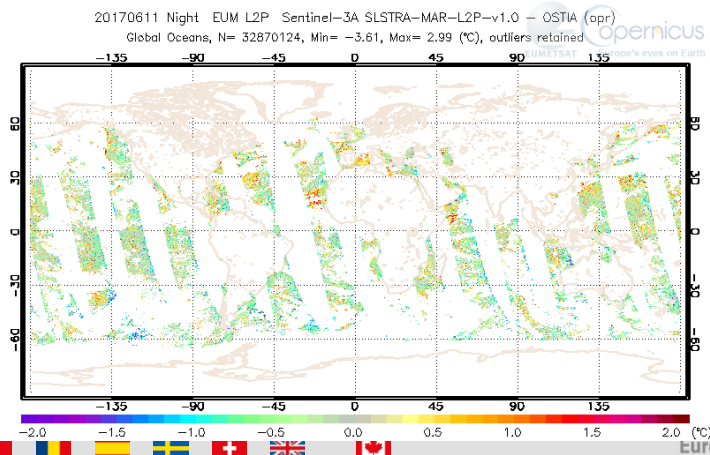 20170611 Night EUM L2P Sentinel-3A SLSTRA-MAR-L2P-v1.0 - OSTIA (opr)
Global Oceans, N= 32870124, Min= -3.61, Max= 2.99 (°C), outliers retained
opernicus
EUMETSAT Europe's eyes on Earth
-135 -90 -45 0 45 90 135
60 60
30 30
0 0
-30 -30
-60 -60
-135 -90 -45 0 45 90 135
-2.0 -1.5 -1.0 -0.5 0.0 0.5 1.0 1.5 2.0 (°C)
Euro